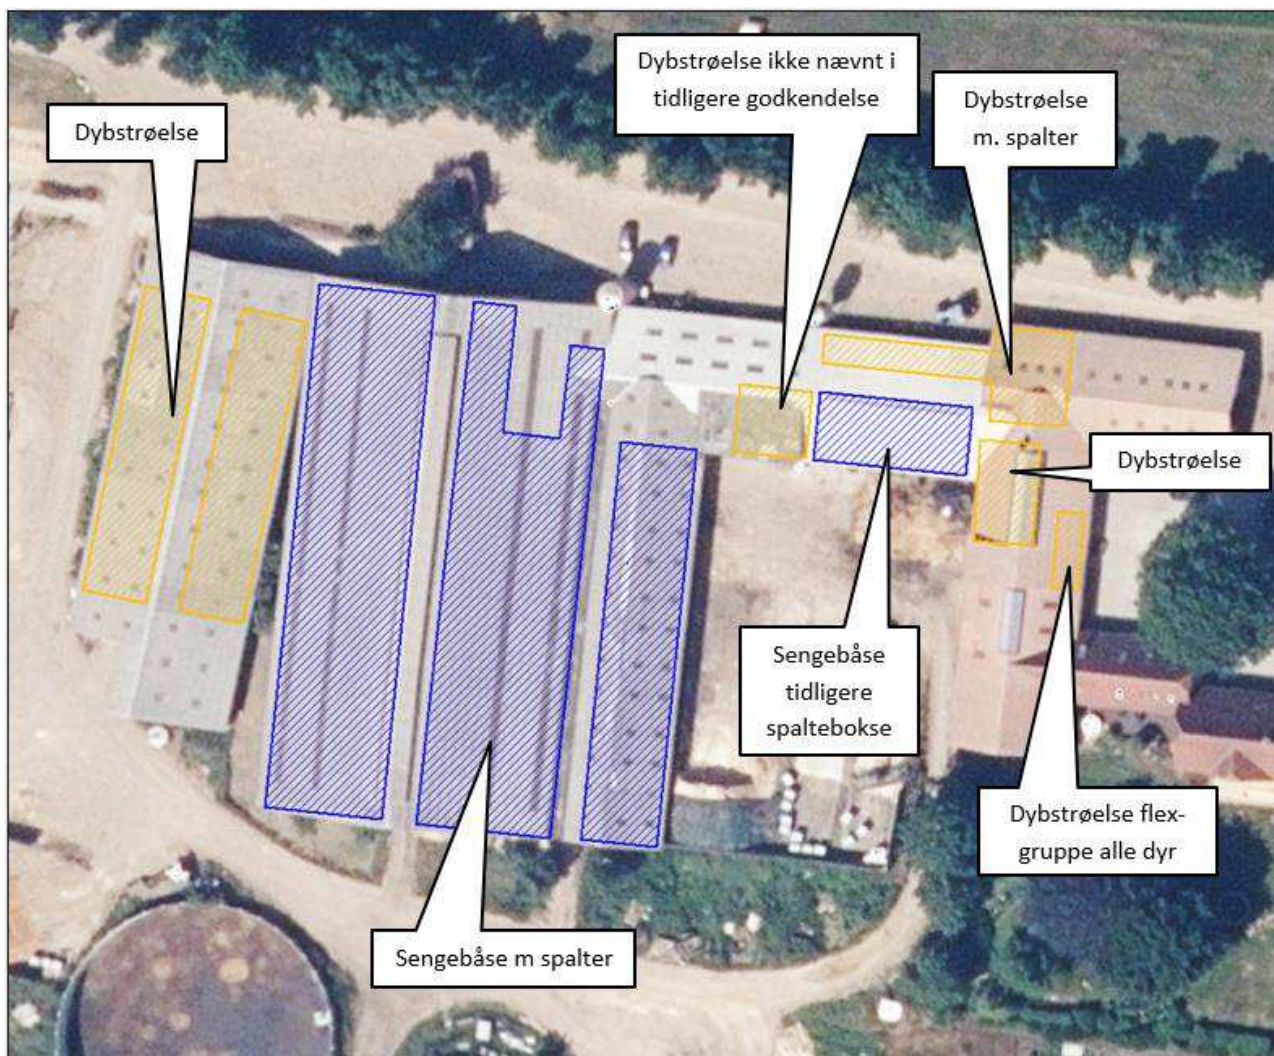 Dybstrøelse ikke nævnt i
tidligere godkendelse
Dybstrøelse
m. spalter
Dybstrøelse
Dybstrøelse
Sengebåse
tidligere
spaltebokse
Dybstrøelse flex-
gruppe alle dyr
Sengebåse m spalter